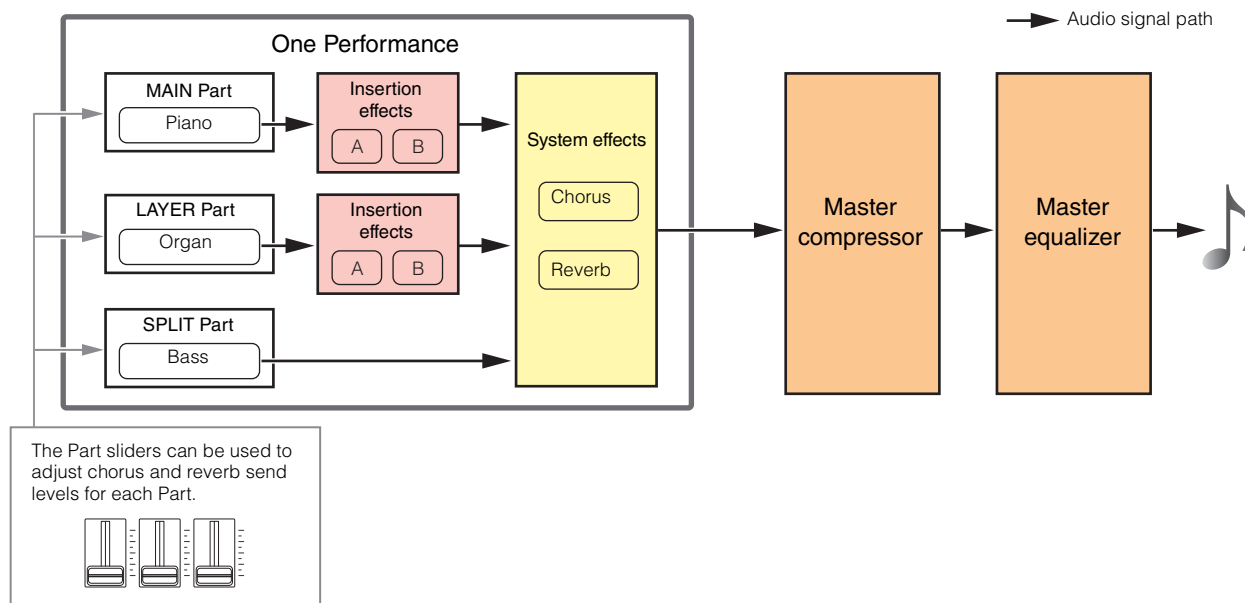 Audio signal path
One Performance
MAIN Part
Piano
Insertion
effects
A
B
LAYER Part
Organ
Insertion
effects
A
B
SPLIT Part
Bass
System effects
Chorus
Reverb
Master
compressor
Master
equalizer
The Part sliders can be used to
adjust chorus and reverb send
levels for each Part.